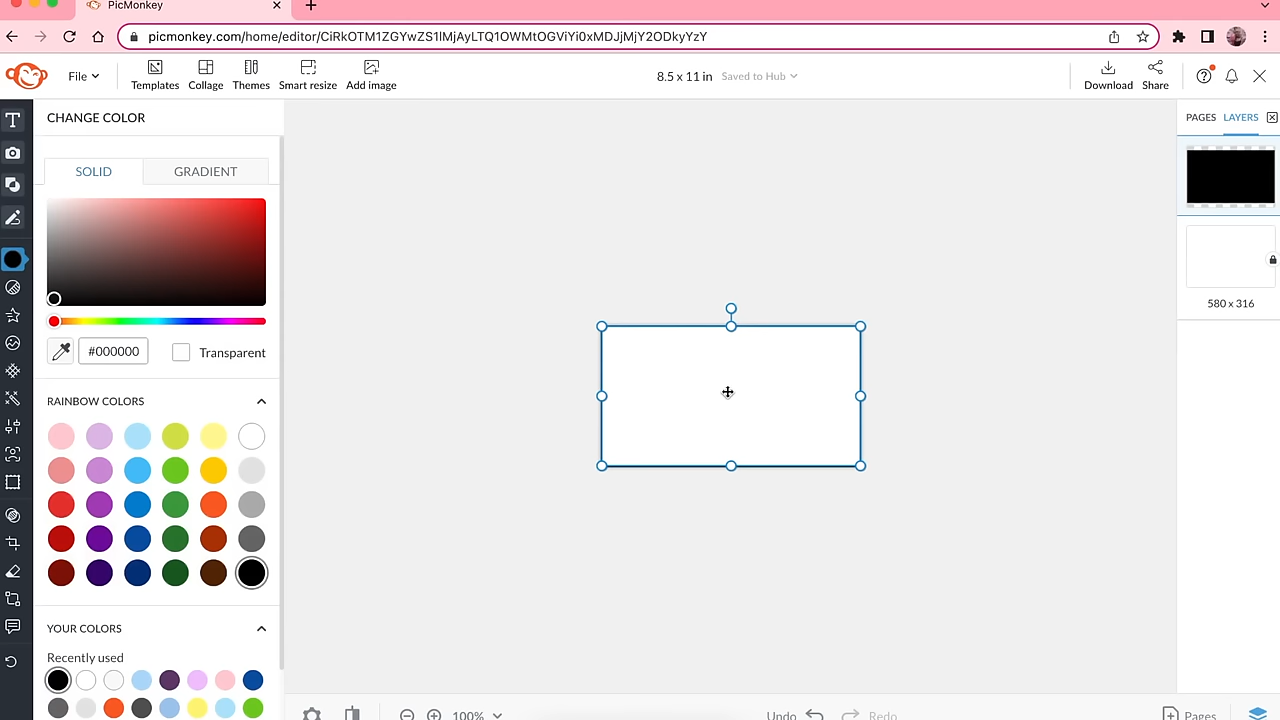 PicMonkey
picmonkey.com/home/editor/CiRkOTM1ZGYwZS1lMjAyLTQ1OWMtOGViYi0xMDJjMjY2ODkyYzY
File
Templates
Collage
Themes
Smart resize
Add image
8.5 x 11 in
Saved to Hub
Download
Share
CHANGE COLOR
PAGES
LAYERS
SOLID
GRADIENT
#000000
Transparent
580 x 316
RAINBOW COLORS
YOUR COLORS
Recently used
100%
Undo
Redo
Pages